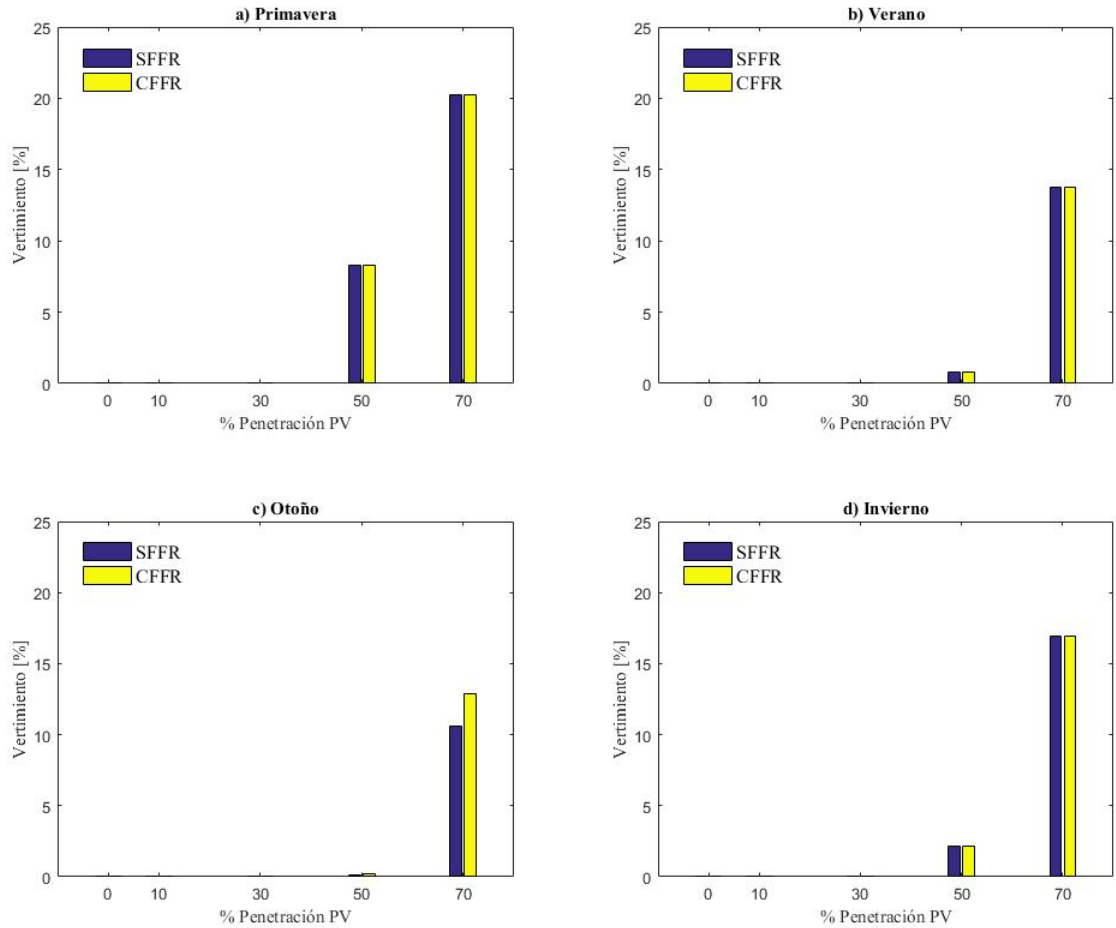 a) Primavera
25
20
15
10
5
0
Vertimiento [%]
SFFR
CFFR
0 10 30 50 70
% Penetración PV
b) Verano
25
20
15
10
5
0
Vertimiento [%]
SFFR
CFFR
0 10 30 50 70
% Penetración PV
c) Otoño
25
20
15
10
5
0
Vertimiento [%]
SFFR
CFFR
0 10 30 50 70
% Penetración PV
d) Invierno
25
20
15
10
5
0
Vertimiento [%]
SFFR
CFFR
0 10 30 50 70
% Penetración PV